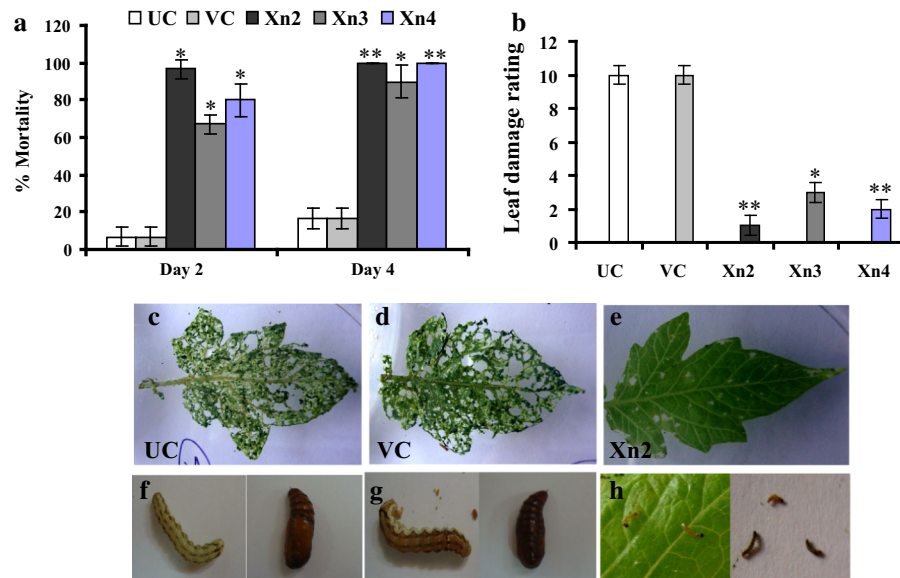 a
UC VC Xn2 Xn3 Xn4
% Mortality
120
100
80
60
40
20
0
*
*
*
**
*
**
Day 2 Day 4
b
Leaf damage rating
12
10
8
6
4
2
0
**
*
**
UC VC Xn2 Xn3 Xn4
c
UC
d
VC
e
Xn2
f
g
h